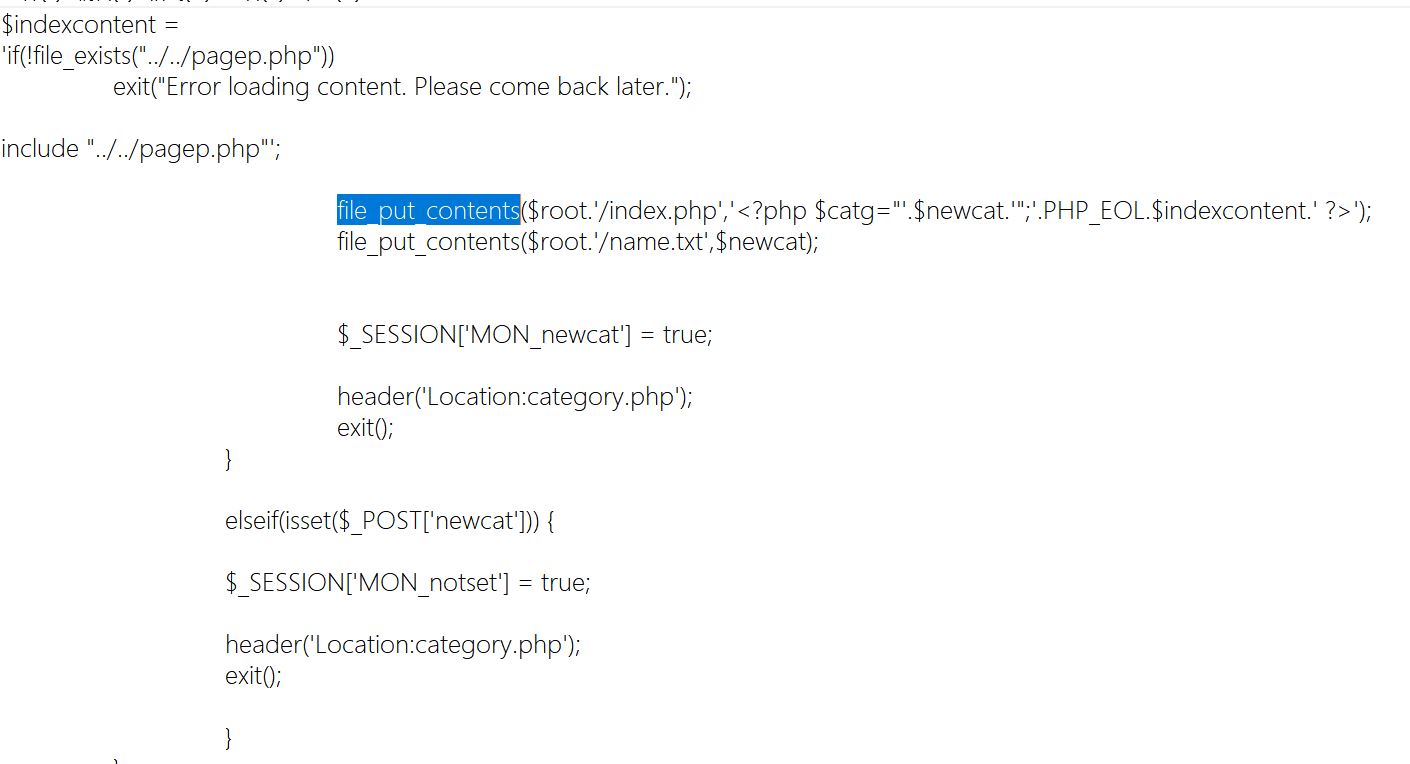 $indexcontent =
'if(!file_exists("../../pagep.php"))
exit("Error loading content. Please come back later.");
include "../../pagep.php"';
file_put_contents($root.'/index.php','<?php $catg="'.$newcat.'";'.PHP_EOL.$indexcontent.' ?>');
file_put_contents($root.'/name.txt',$newcat);
$_SESSION['MON_newcat'] = true;
header('Location:category.php');
exit();
}
elseif(isset($_POST['newcat'])) {
$_SESSION['MON_notset'] = true;
header('Location:category.php');
exit();
}